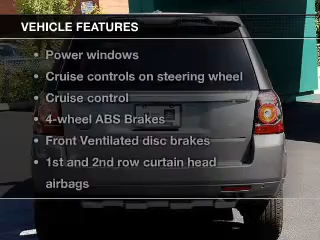 VEHICLE FEATURES
• Power windows
• Cruise controls on steering wheel
• Cruise control
• 4-wheel ABS Brakes
• Front Ventilated disc brakes
• 1st and 2nd row curtain head
airbags